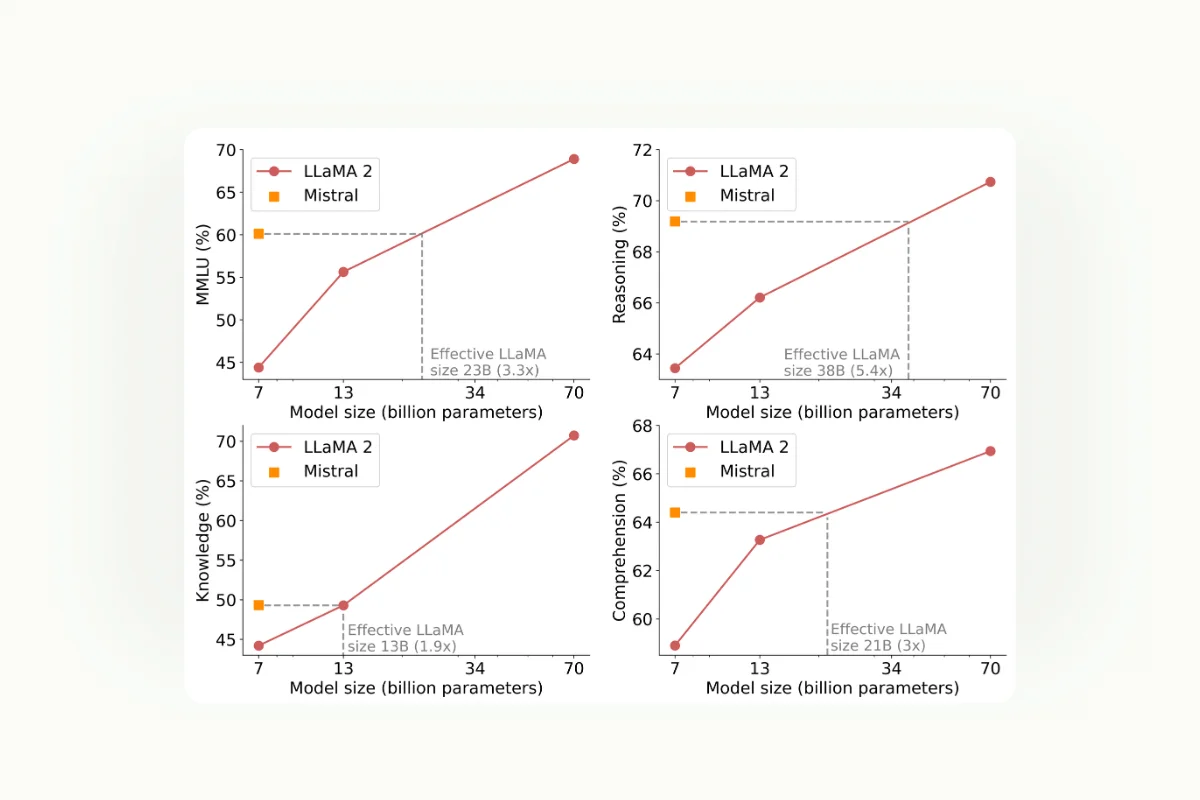 70
65
60
55
50
45
MMLU (%)
LLaMA 2
Mistral
Effective LLaMA
size 23B (3.3x)
7 13 34 70
Model size (billion parameters)
72
70
68
66
64
Reasoning (%)
LLaMA 2
Mistral
Effective LLaMA
size 38B (5.4x)
7 13 34 70
Model size (billion parameters)
70
65
60
55
50
45
Knowledge (%)
LLaMA 2
Mistral
Effective LLaMA
size 13B (1.9x)
7 13 34 70
Model size (billion parameters)
68
66
64
62
60
Comprehension (%)
LLaMA 2
Mistral
Effective LLaMA
size 21B (3x)
7 13 34 70
Model size (billion parameters)